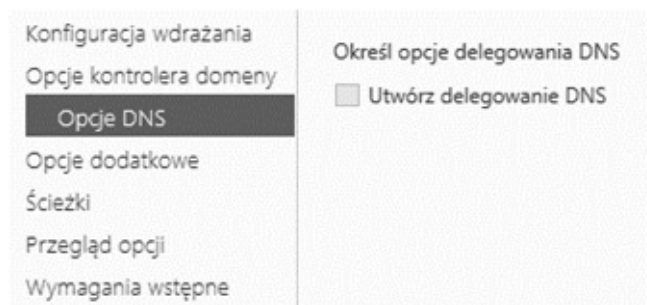 Konfiguracja wdrażania
Opcje kontrolera domeny
Opcje DNS
Opcje dodatkowe
Ścieżki
Przegląd opcji
Wymagania wstępne
Określ opcje delegowania DNS
Utwórz delegowanie DNS